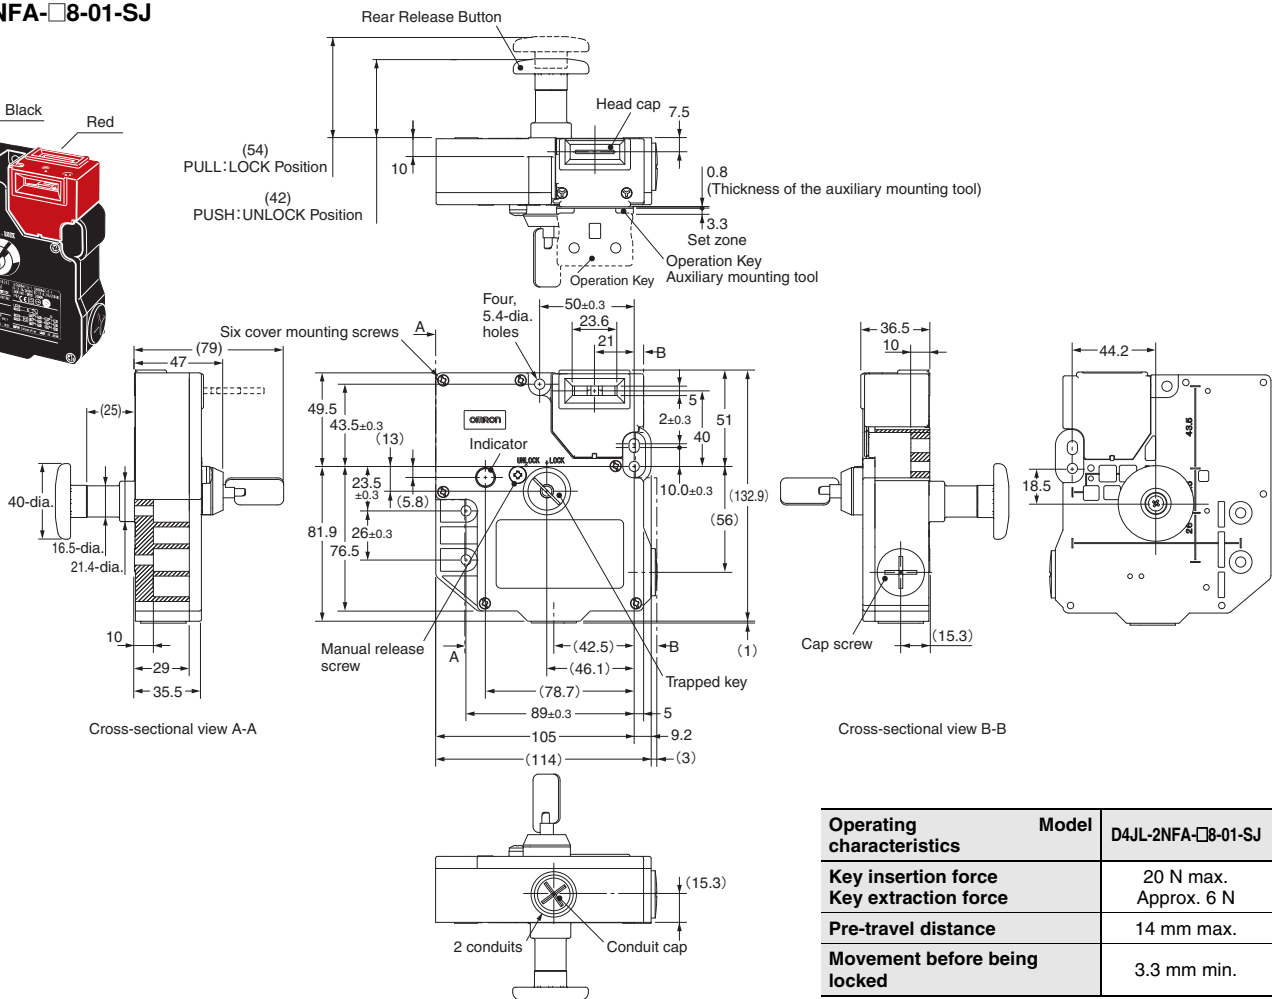 NFA-□8-01-SJ
Rear Release Button
Black
Red
Head cap
7.5
(54)
PULL:LOCK Position
10
(42)
PUSH:UNLOCK Position
0.8
(Thickness of the auxiliary mounting tool)
3.3
Set zone
Operation Key
Auxiliary mounting tool
Operation Key
Four,
5.4-dia.
holes
50±0.3
23.6
21
A
B
Six cover mounting screws
(79)
47
(25)
40-dia.
16.5-dia.
21.4-dia.
10
29
35.5
Cross-sectional view A-A
49.5
43.5±0.3
(13)
OMRON
Indicator
UNLOCK
LOCK
23.5
±0.3
(5.8)
26±0.3
81.9
76.5
5
2±0.3
40
51
10.0±0.3
(132.9)
(56)
Manual release
screw
A
(42.5)
B
(1)
(46.1)
Trapped key
(78.7)
89±0.3
5
105
9.2
(114)
(3)
36.5
10
Cap screw
(15.3)
Cross-sectional view B-B
44.2
43.5
18.5
26
(15.3)
2 conduits
Conduit cap
Operating characteristics Model D4JL-2NFA-□8-01-SJ
Key insertion force 20 N max.
Key extraction force Approx. 6 N
Pre-travel distance 14 mm max.
Movement before being locked 3.3 mm min.